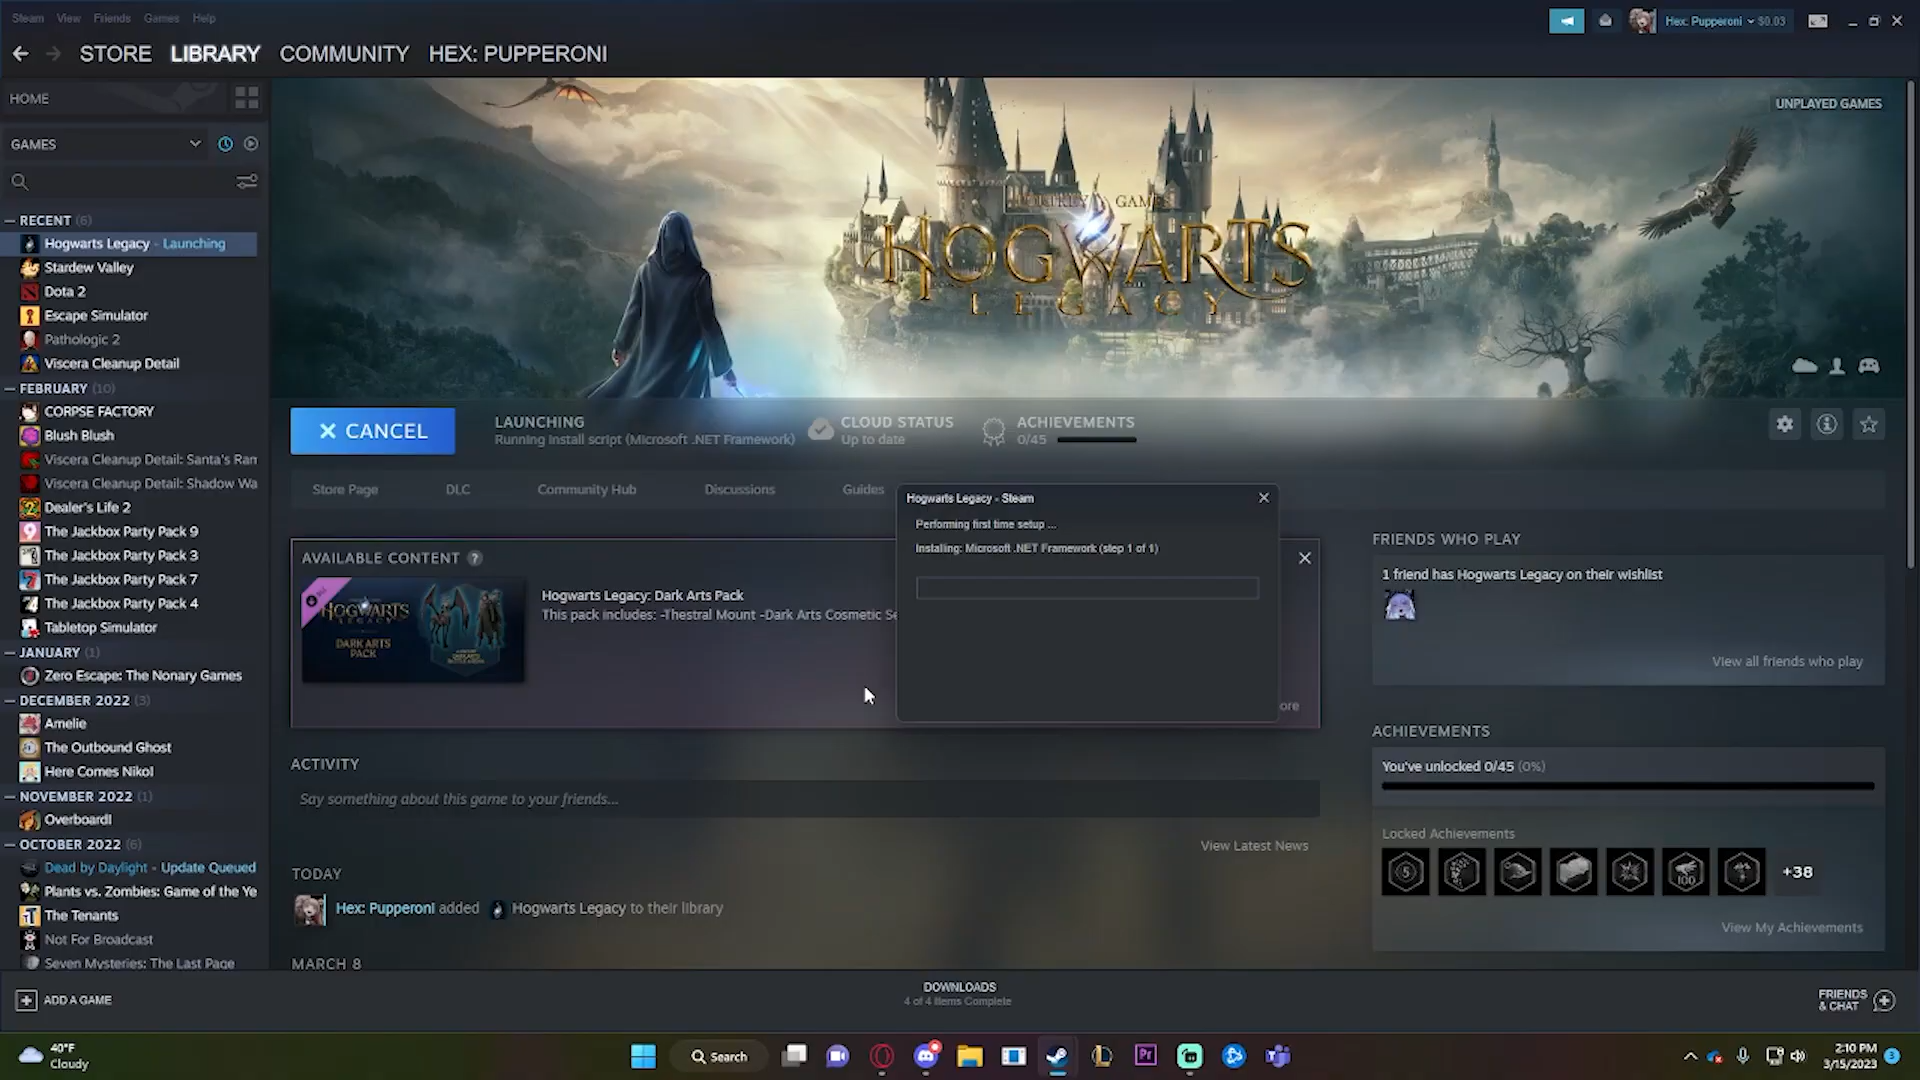 Steam View Friends Games Help
Hex: Pupperoni $0.03
STORE LIBRARY COMMUNITY HEX: PUPPERONI
HOME
UNPLAYED GAMES
GAMES
RECENT (6)
Hogwarts Legacy - Launching
Stardew Valley
Dota 2
Escape Simulator
Pathologic 2
Viscera Cleanup Detail
FEBRUARY (10)
CORPSE FACTORY
Blush Blush
Viscera Cleanup Detail: Santa's Ram
Viscera Cleanup Detail: Shadow Wa
Dealer's Life 2
The Jackbox Party Pack 9
The Jackbox Party Pack 3
The Jackbox Party Pack 7
The Jackbox Party Pack 4
Tabletop Simulator
JANUARY (1)
Zero Escape: The Nonary Games
DECEMBER 2022 (3)
Amelie
The Outbound Ghost
Here Comes Niko!
NOVEMBER 2022 (1)
Overboard!
OCTOBER 2022 (6)
Dead by Daylight - Update Queued
Plants vs. Zombies: Game of the Ye
The Tenants
Not For Broadcast
Seven Mysteries: The Last Page
GAMES
HOGWARTS
LEGACY
CANCEL
LAUNCHING
Running install script (Microsoft .NET Framework)
CLOUD STATUS
Up to date
ACHIEVEMENTS
0/45
Store Page DLC Community Hub Discussions Guides
Hogwarts Legacy - Steam
Performing first time setup ...
Installing: Microsoft .NET Framework (step 1 of 1)
AVAILABLE CONTENT ?
HOGWARTS
LEGACY
DARK ARTS
PACK
Hogwarts Legacy: Dark Arts Pack
This pack includes: -Thestral Mount -Dark Arts Cosmetic Se
ore
FRIENDS WHO PLAY
1 friend has Hogwarts Legacy on their wishlist
View all friends who play
ACHIEVEMENTS
You've unlocked 0/45 (0%)
Locked Achievements
5
100
+38
View My Achievements
ACTIVITY
Say something about this game to your friends...
View Latest News
TODAY
Hex: Pupperoni added Hogwarts Legacy to their library
MARCH 8
ADD A GAME
DOWNLOADS
4 of 4 Items Complete
FRIENDS
& CHAT
40°F
Cloudy
Search
Pr
2:10 PM
3/15/2023
3